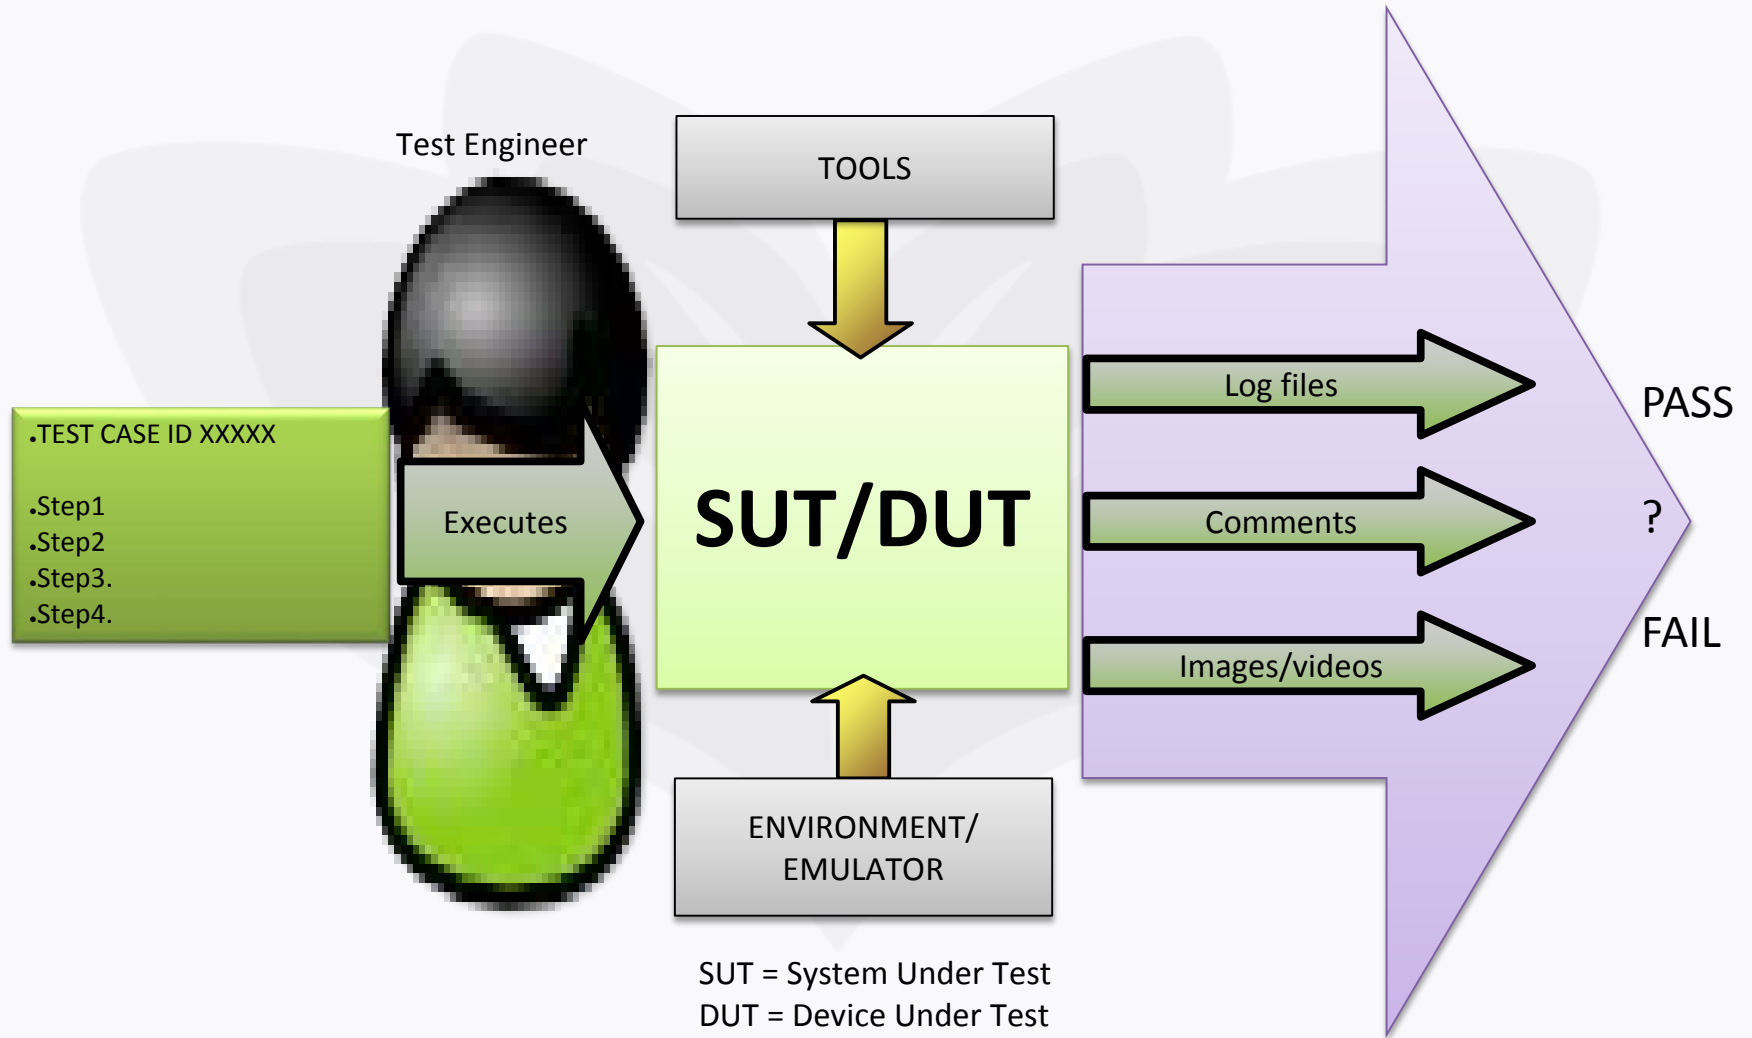 Test Engineer
TOOLS
.TEST CASE ID XXXXX
.Step1
.Step2
.Step3.
.Step4.
Executes
SUT/DUT
Log files
Comments
Images/videos
PASS
?
FAIL
ENVIRONMENT/
EMULATOR
SUT = System Under Test
DUT = Device Under Test